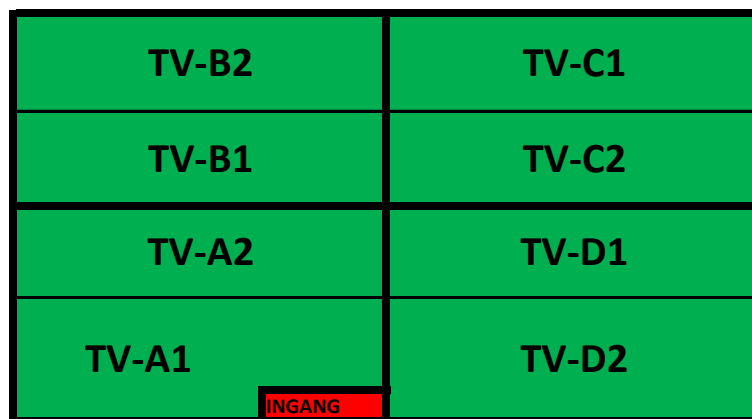 TV-B2 TV-C1
TV-B1 TV-C2
TV-A2 TV-D1
TV-A1 TV-D2
INGANG